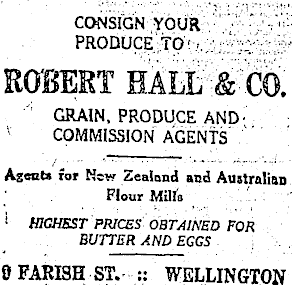 CONSIGN YOUR
PRODUCE TO
ROBERT HALL & CO.
GRAIN, PRODUCE AND
COMMISSION AGENTS
Agents for New Zealand and Australian
Flour Mills
HIGHEST PRICES OBTAINED FOR
BUTTER AND EGGS
9 FARISH ST. :: WELLINGTON